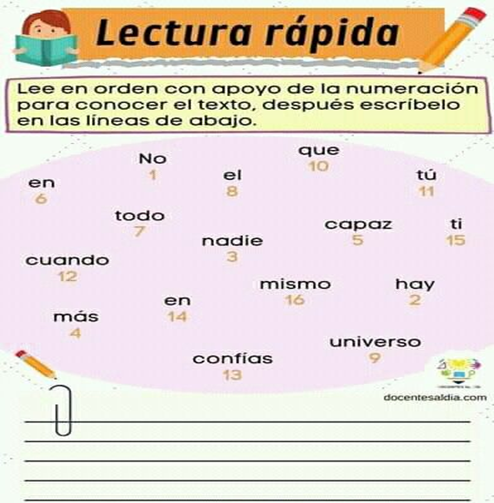 Lectura rápida
Lee en orden con apoyo de la numeración
para conocer el texto, después escríbelo
en las líneas de abajo.
No
1
que
10
en
6
el
8
tú
11
todo
7
capaz
5
ti
15
nadie
3
cuando
12
mismo
16
hay
2
en
14
más
4
universo
9
confías
13
docentesaldia.com